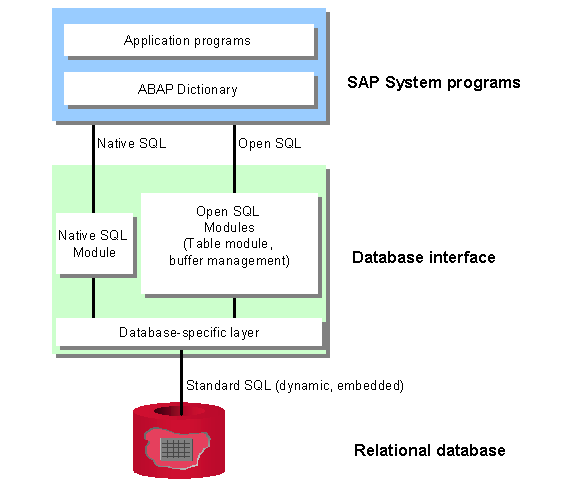 Application programs
ABAP Dictionary
SAP System programs
Native SQL
Open SQL
Native SQL
Module
Open SQL
Modules
(Table module,
buffer management)
Database interface
Database-specific layer
Standard SQL (dynamic, embedded)
Relational database